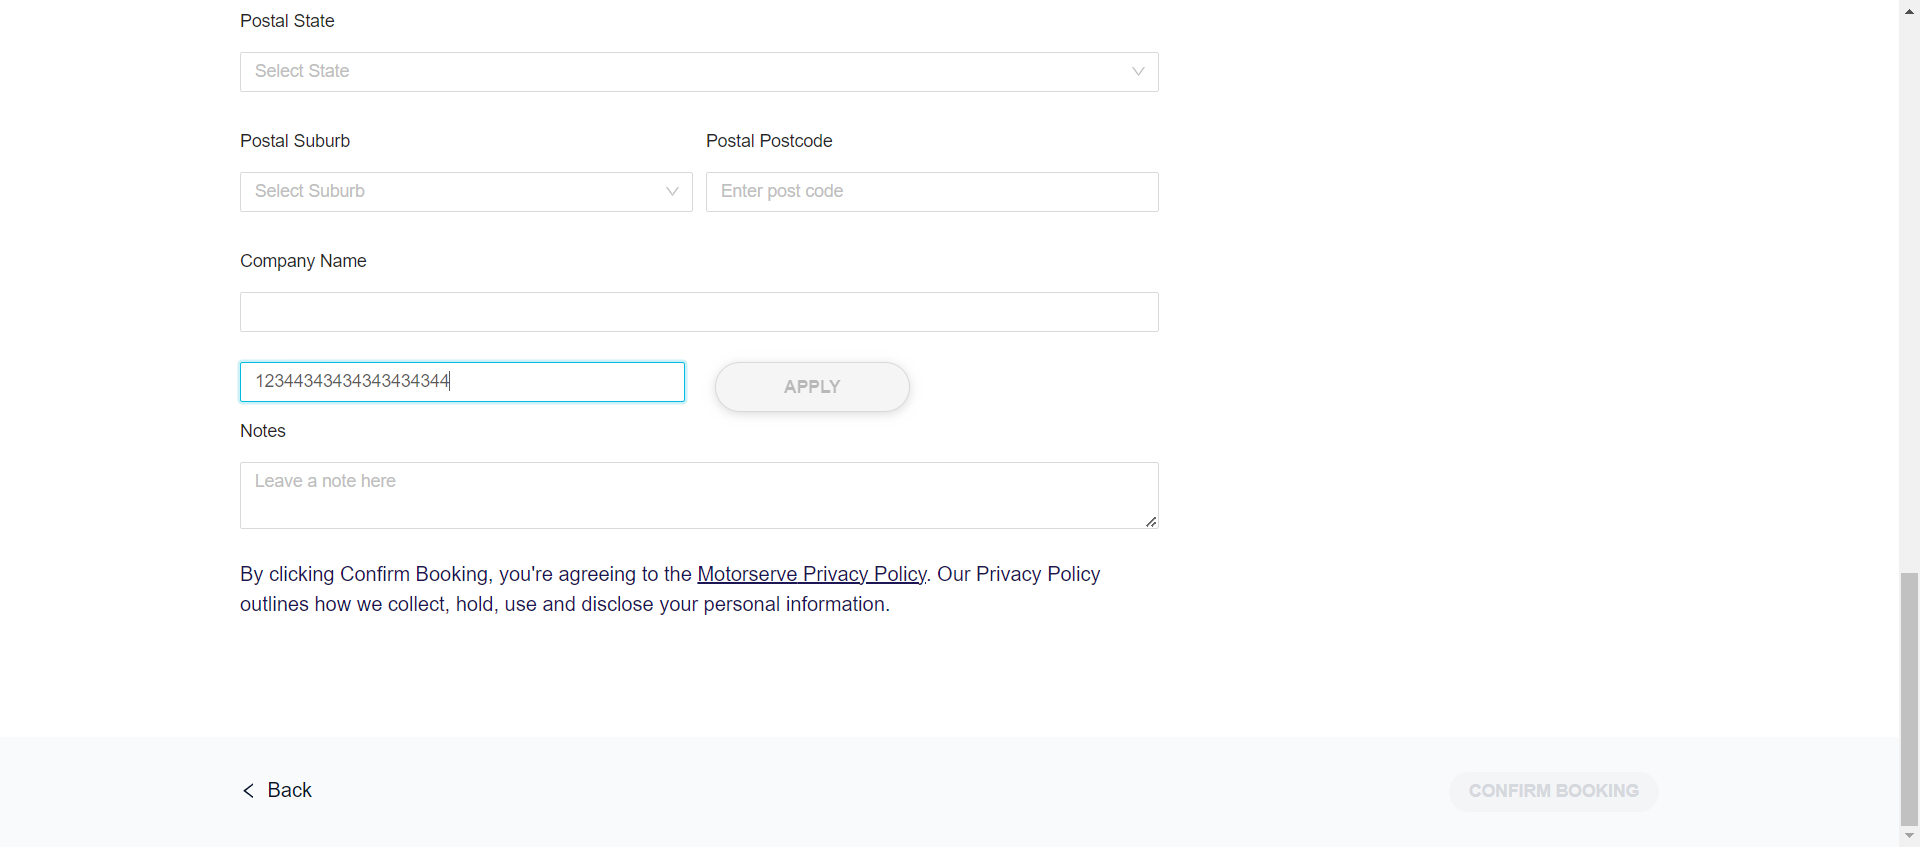 Postal State
Select State
Postal Suburb
Postal Postcode
Select Suburb
Enter post code
Company Name
12344343434343434344
APPLY
Notes
Leave a note here
By clicking Confirm Booking, you're agreeing to the Motorserve Privacy Policy. Our Privacy Policy
outlines how we collect, hold, use and disclose your personal information.
Back
CONFIRM BOOKING